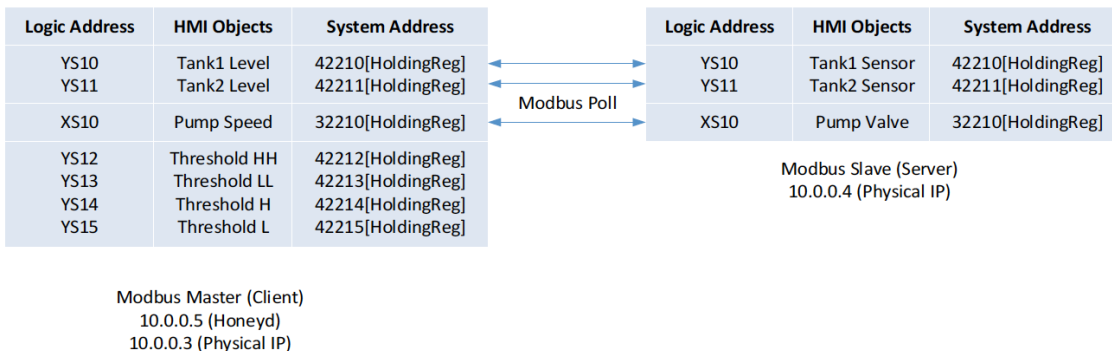 Logic Address HMI Objects System Address
YS10 Tank1 Level 42210[HoldingReg]
YS11 Tank2 Level 42211[HoldingReg]
XS10 Pump Speed 32210[HoldingReg]
YS12 Threshold HH 42212[HoldingReg]
YS13 Threshold LL 42213[HoldingReg]
YS14 Threshold H 42214[HoldingReg]
YS15 Threshold L 42215[HoldingReg]
Modbus Master (Client)
10.0.0.5 (Honeyd)
10.0.0.3 (Physical IP)
Modbus Poll
Logic Address HMI Objects System Address
YS10 Tank1 Sensor 42210[HoldingReg]
YS11 Tank2 Sensor 42211[HoldingReg]
XS10 Pump Valve 32210[HoldingReg]
Modbus Slave (Server)
10.0.0.4 (Physical IP)